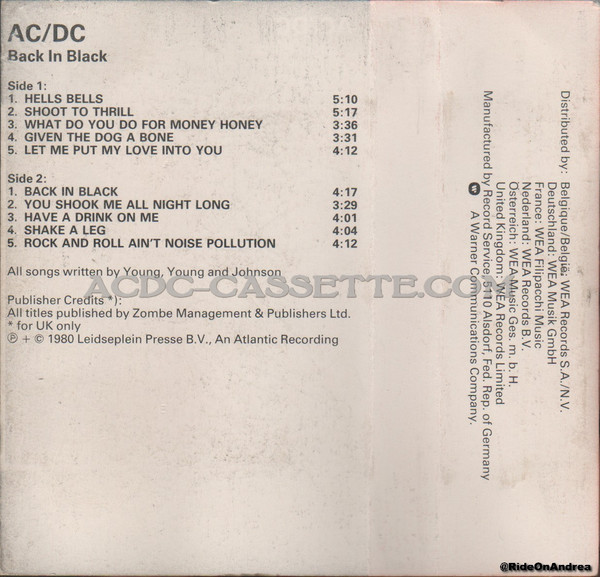 AC/DC
Back In Black
Side 1:
1. HELLS BELLS 5:10
2. SHOOT TO THRILL 5:17
3. WHAT DO YOU DO FOR MONEY HONEY 3:36
4. GIVEN THE DOG A BONE 3:31
5. LET ME PUT MY LOVE INTO YOU 4:12
Side 2:
1. BACK IN BLACK 4:17
2. YOU SHOOK ME ALL NIGHT LONG 3:29
3. HAVE A DRINK ON ME 4:01
4. SHAKE A LEG 4:04
5. ROCK AND ROLL AIN'T NOISE POLLUTION 4:12
All songs written by Young, Young and Johnson
Publisher Credits *):
All titles published by Zombe Management & Publishers Ltd.
* for UK only
℗ + © 1980 Leidseplein Presse B.V., An Atlantic Recording
Distributed by: Belgique/België: WEA Records S.A./N.V.
Deutschland: WEA Musik GmbH
France: WEA Filipacchi Music
Nederland: WEA Records B.V.
Österreich: WEA Music Ges. m. b. H.
United Kingdom: WEA Records Limited
Manufactured by Record Service, 5110 Alsdorf, Fed. Rep. of Germany
A Warner Communications Company.
ACDC-CASSETTE.COM
@RideOnAndrea